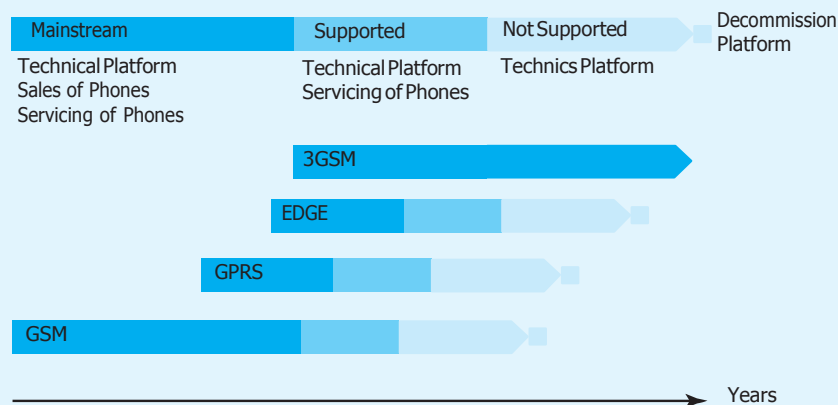 Mainstream
Supported
Not Supported
Decommission
Platform
Technical Platform
Sales of Phones
Servicing of Phones
Technical Platform
Servicing of Phones
Technics Platform
3GSM
EDGE
GPRS
GSM
Years